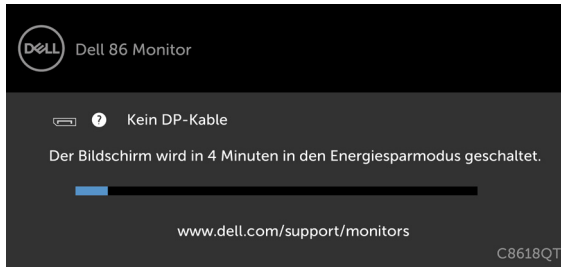 DELL
Dell 86 Monitor
? Kein DP-Kable
Der Bildschirm wird in 4 Minuten in den Energiesparmodus geschaltet.
www.dell.com/support/monitors
C8618QT